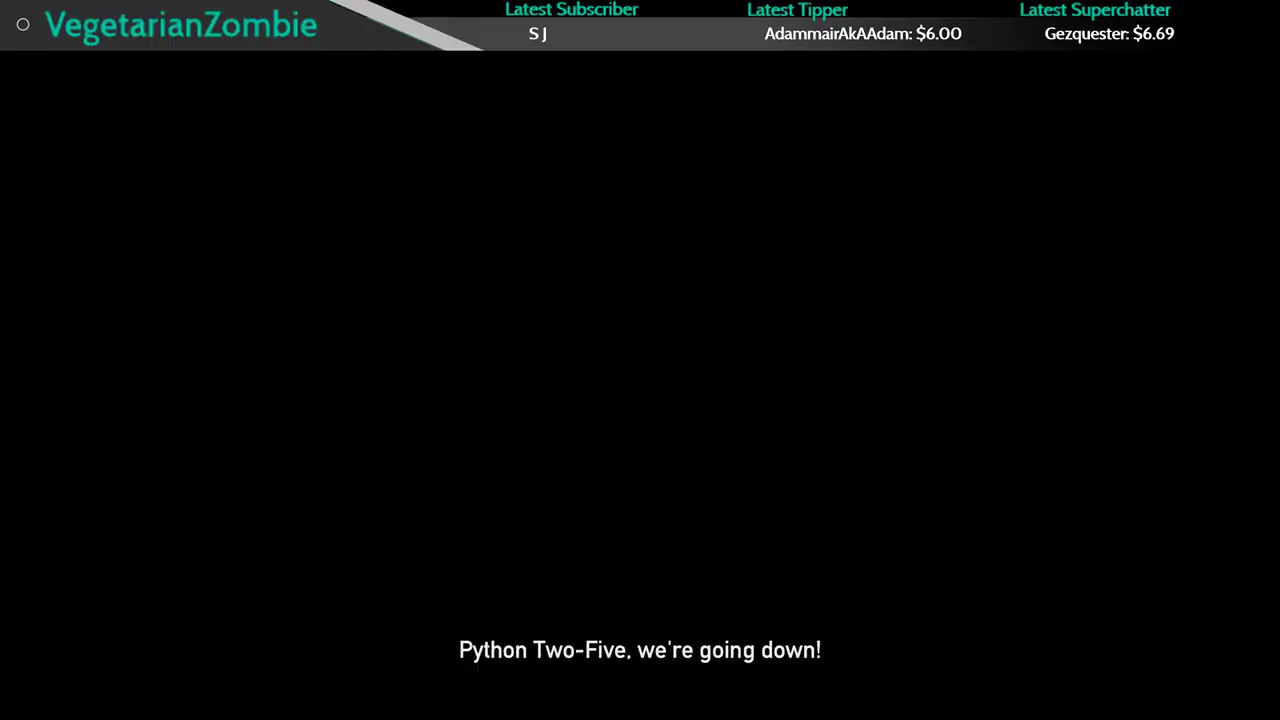 VegetarianZombie
Latest Subscriber
S J
Latest Tipper
AdammairAkAAdam: $6.00
Latest Superchatter
Gezquester: $6.69
Python Two-Five, we're going down!